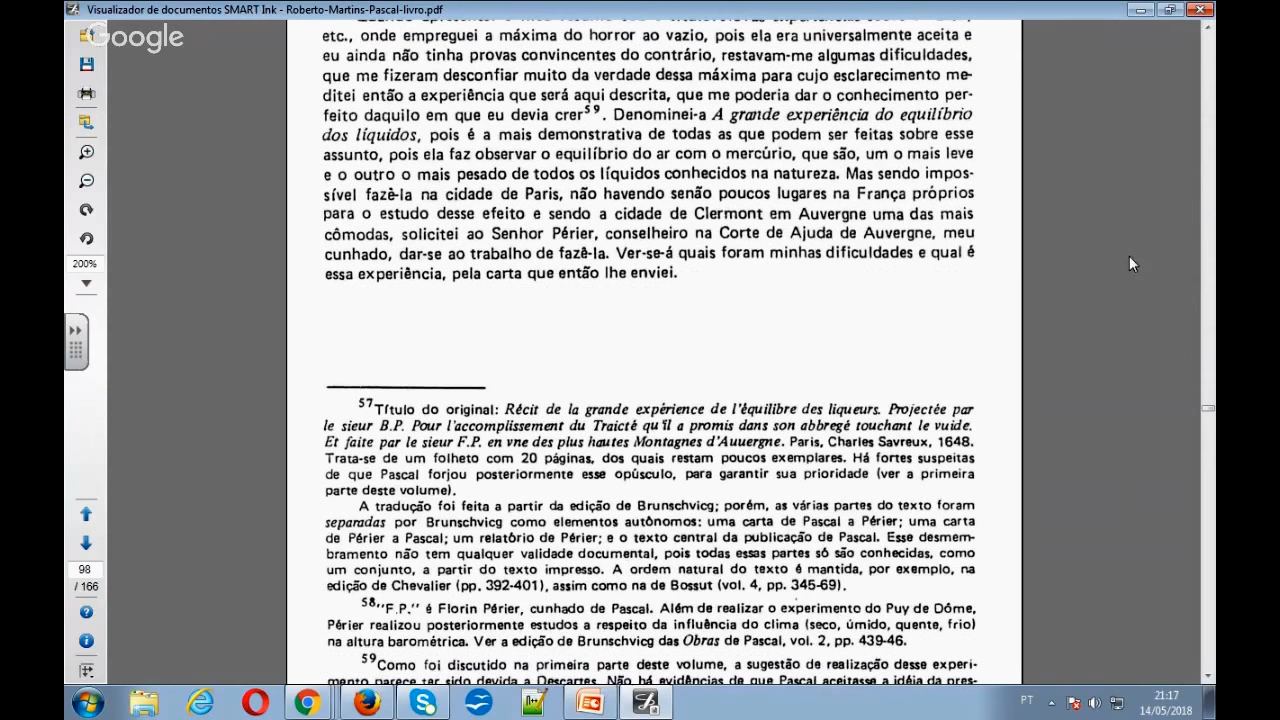 Visualizador de documentos SMART Ink - Roberto-Martins-Pascal-livro.pdf
Google
etc., onde empreguei a máxima do horror ao vazio, pois ela era universalmente aceita e
eu ainda não tinha provas convincentes do contrário, restavam-me algumas dificuldades,
que me fizeram desconfiar muito da verdade dessa máxima para cujo esclarecimento me-
ditei então a experiência que será aqui descrita, que me poderia dar o conhecimento per-
feito daquilo em que eu devia crer59. Denominei-a A grande experiência do equilíbrio
dos líquidos, pois é a mais demonstrativa de todas as que podem ser feitas sobre esse
assunto, pois ela faz observar o equilíbrio do ar com o mercúrio, que são, um o mais leve
e o outro o mais pesado de todos os líquidos conhecidos na natureza. Mas sendo impos-
sível fazê-la na cidade de Paris, não havendo senão poucos lugares na França próprios
para o estudo desse efeito e sendo a cidade de Clermont em Auvergne uma das mais
cômodas, solicitei ao Senhor Périer, conselheiro na Corte de Ajuda de Auvergne, meu
cunhado, dar-se ao trabalho de fazê-la. Ver-se-á quais foram minhas dificuldades e qual é
essa experiência, pela carta que então lhe enviei.
57Título do original: Récit de la grande expérience de l'équilibre des liqueurs. Projectée par
le sieur B.P. Pour l'accomplissement du Traicté qu'il a promis dans son abbregé touchant le vuide.
Et faite par le sieur F.P. en vne des plus hautes Montagnes d'Auuergne. Paris, Charles Savreux, 1648.
Trata-se de um folheto com 20 páginas, dos quais restam poucos exemplares. Há fortes suspeitas
de que Pascal forjou posteriormente esse opúsculo, para garantir sua prioridade (ver a primeira
parte deste volume).
A tradução foi feita a partir da edição de Brunschvicg; porém, as várias partes do texto foram
separadas por Brunschvicg como elementos autônomos: uma carta de Pascal a Périer; uma carta
de Périer a Pascal; um relatório de Périer; e o texto central da publicação de Pascal. Esse desmem-
bramento não tem qualquer validade documental, pois todas essas partes só são conhecidas, como
um conjunto, a partir do texto impresso. A ordem natural do texto é mantida, por exemplo, na
edição de Chevalier (pp. 392-401), assim como na de Bossut (vol. 4, pp. 345-69).
58"F.P." é Florin Périer, cunhado de Pascal. Além de realizar o experimento do Puy de Dôme,
Périer realizou posteriormente estudos a respeito da influência do clima (seco, úmido, quente, frio)
na altura barométrica. Ver a edição de Brunschvicg das Obras de Pascal, vol. 2, pp. 439-46.
59Como foi discutido na primeira parte deste volume, a sugestão de realização desse experi-
mento parece ter sido devida a Descartes. Não há evidências de que Pascal aceitasse a idéia da pres-
200%
98
/ 166
PT
21:17
14/05/2018